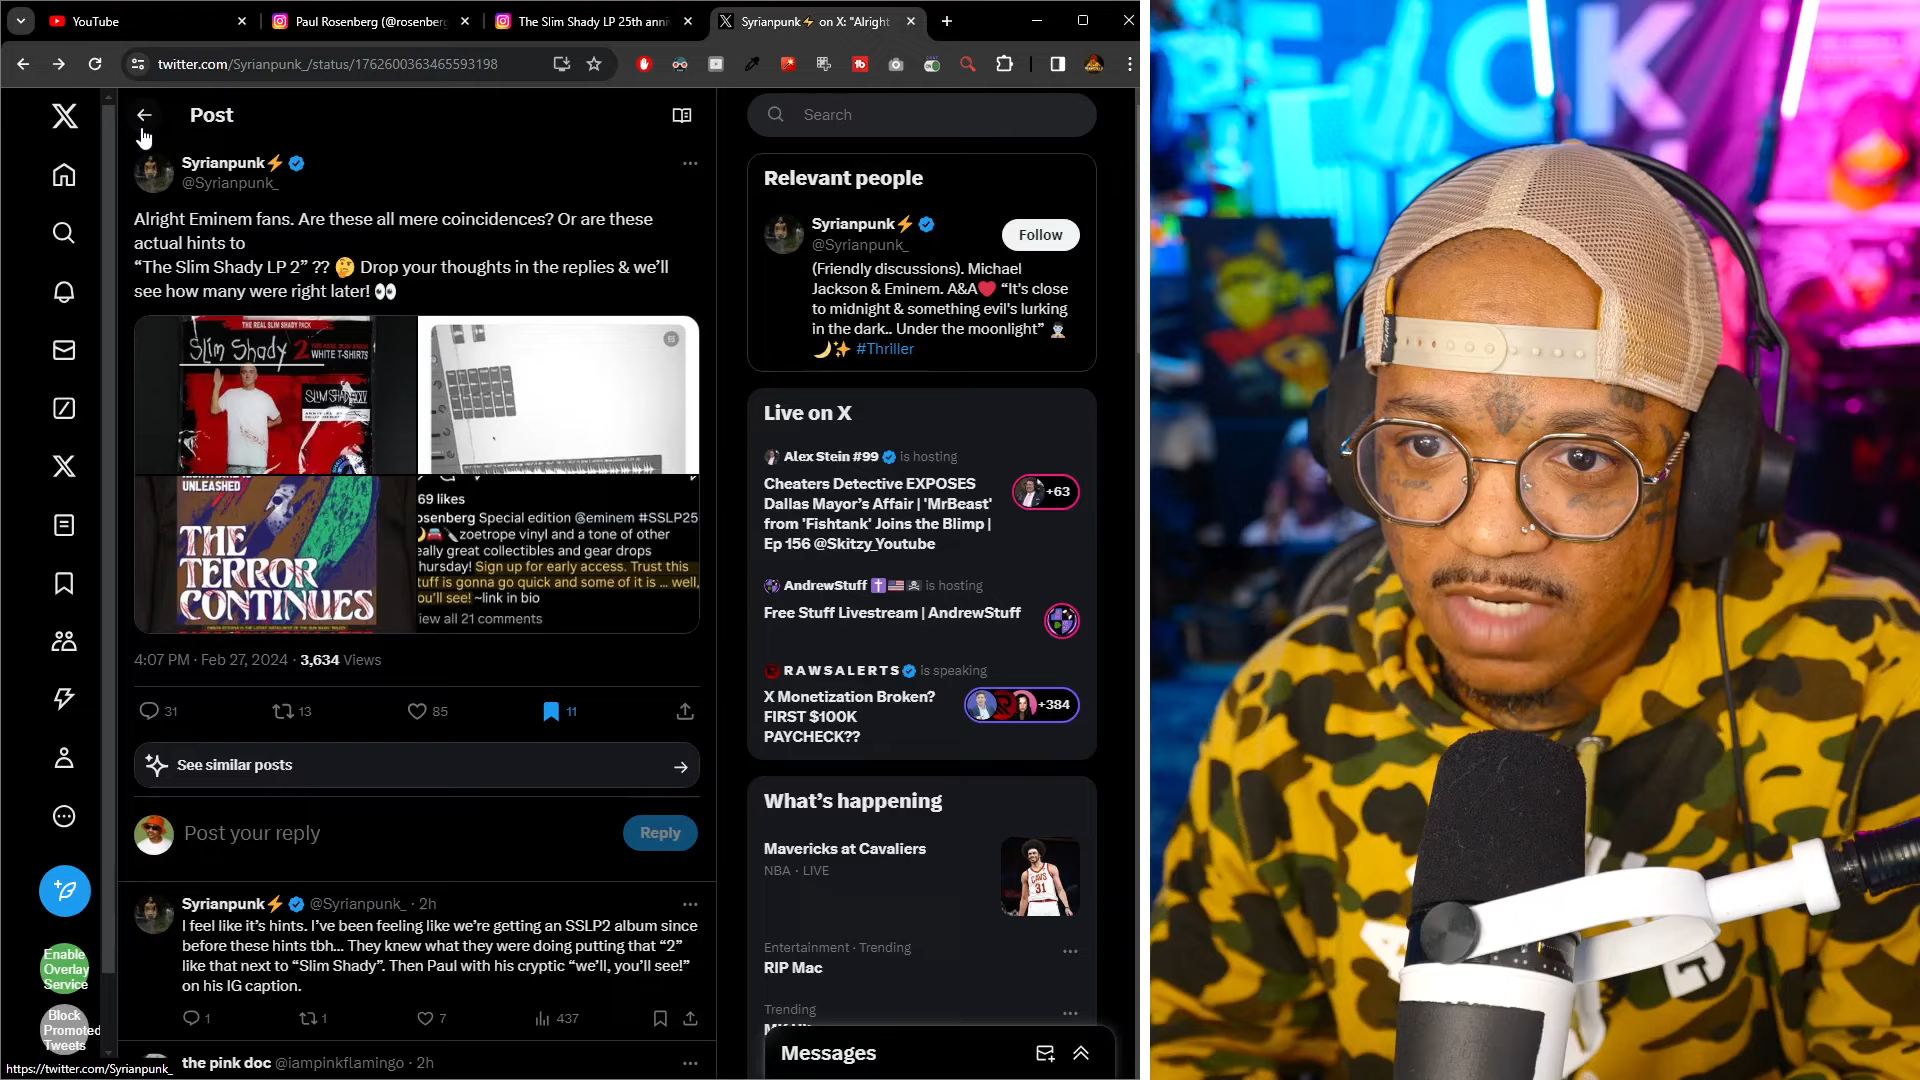 YouTube
Paul Rosenberg (@rosenberg
The Slim Shady LP 25th anni
Syrianpunk⚡ on X: "Alright
twitter.com/Syrianpunk_/status/1762600363465593198
Post
Syrianpunk⚡
@Syrianpunk_
Alright Eminem fans. Are these all mere coincidences? Or are these
actual hints to
“The Slim Shady LP 2” ?? 🤔 Drop your thoughts in the replies & we’ll
see how many were right later! 👀
THE REAL SLIM SHADY PACK
Slim Shady 2
WHITE T-SHIRTS
SLIM SHADY
UNLEASHED
THE
TERROR
CONTINUES
69 likes
osenberg Special edition @eminem #SSLP25
zoetrope vinyl and a tone of other
eally great collectibles and gear drops
hursday! Sign up for early access. Trust this
tuff is gonna go quick and some of it is ... well,
ou'll see! ~link in bio
iew all 21 comments
4:07 PM · Feb 27, 2024 · 3,634 Views
31
13
85
11
See similar posts
Post your reply
Reply
Syrianpunk⚡ @Syrianpunk_ · 2h
I feel like it’s hints. I’ve been feeling like we’re getting an SSLP2 album since
before these hints tbh... They knew what they were doing putting that “2”
like that next to “Slim Shady”. Then Paul with his cryptic “we’ll, you’ll see!”
on his IG caption.
1
1
7
437
the pink doc @iampinkflamingo · 2h
Enable
Overlay
Service
Block
Promoted
Tweets
https://twitter.com/Syrianpunk_
Search
Relevant people
Syrianpunk⚡
@Syrianpunk_
Follow
(Friendly discussions). Michael
Jackson & Eminem. A&A❤️ “It's close
to midnight & something evil's lurking
in the dark.. Under the moonlight”
🌙✨ #Thriller
Live on X
Alex Stein #99 is hosting
Cheaters Detective EXPOSES
Dallas Mayor’s Affair | 'MrBeast'
from 'Fishtank' Joins the Blimp |
Ep 156 @Skitzy_Youtube
+63
AndrewStuff ✝️🇺🇸☠️ is hosting
Free Stuff Livestream | AndrewStuff
RAWSALERTS is speaking
X Monetization Broken?
FIRST $100K
PAYCHECK??
+384
What’s happening
Mavericks at Cavaliers
NBA · LIVE
Entertainment · Trending
RIP Mac
Trending
Messages